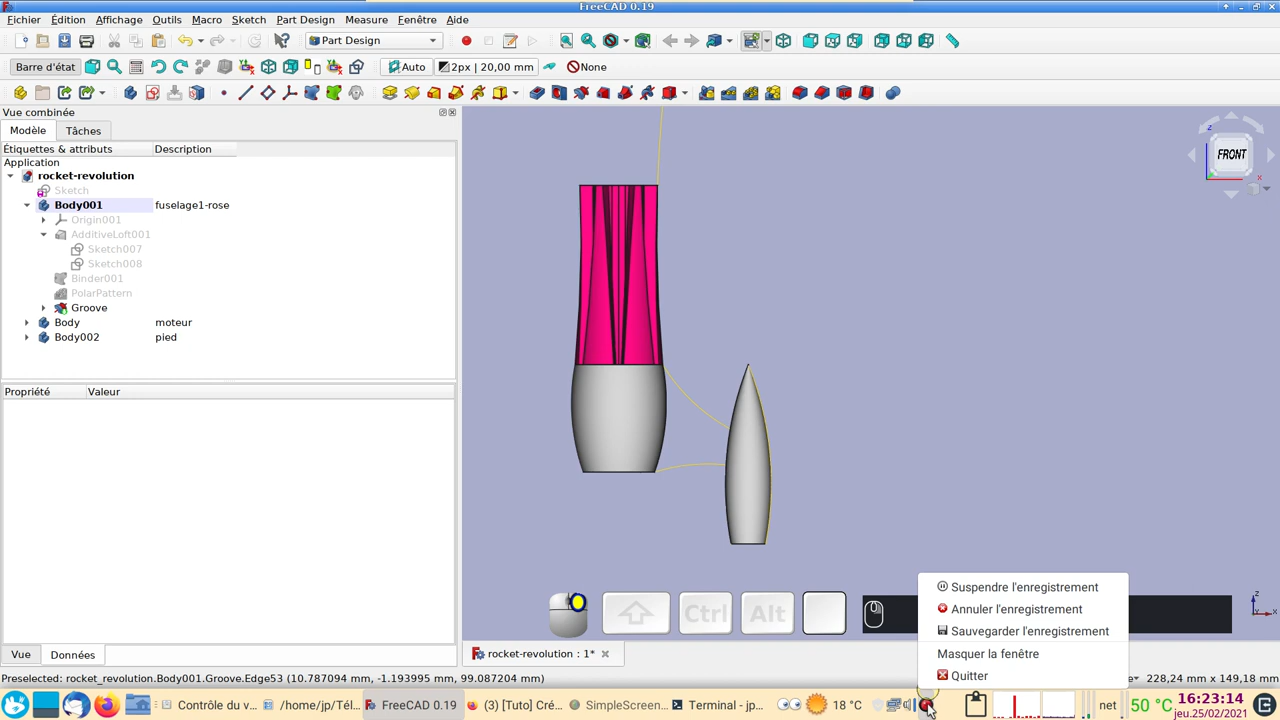 FreeCAD 0.19
Fichier Édition Affichage Outils Macro Sketch Part Design Measure Fenêtre Aide
Part Design
Barre d'état Auto 2px | 20,00 mm None
Vue combinée
Modèle Tâches
Étiquettes & attributs Description
Application
rocket-revolution
Sketch
Body001 fuselage1-rose
Origin001
AdditiveLoft001
Sketch007
Sketch008
Binder001
PolarPattern
Groove
Body moteur
Body002 pied
Propriété Valeur
z
FRONT
x
Ctrl Alt
Suspendre l'enregistrement
Annuler l'enregistrement
Sauvegarder l'enregistrement
Masquer la fenêtre
Quitter
z
x
Vue Données
rocket-revolution : 1*
Preselected: rocket_revolution.Body001.Groove.Edge53 (10.787094 mm, -1.193995 mm, 99.087204 mm)
228,24 mm x 149,18 mm
Contrôle du v... /home/jp/Tél... FreeCAD 0.19 (3) [Tuto] Cré... SimpleScreen... Terminal - jp... 18 °C net 50 °C 16:23:14
jeu.25/02/2021